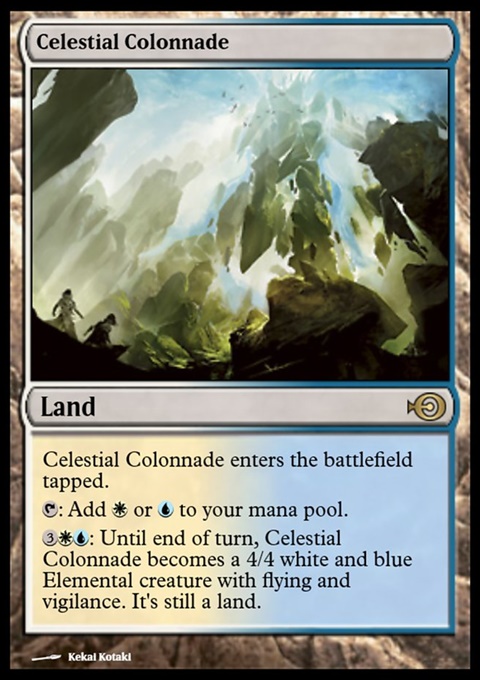 Celestial Colonnade
Land
Celestial Colonnade enters the battlefield
tapped.
: Add or to your mana pool.
3: Until end of turn, Celestial
Colonnade becomes a 4/4 white and blue
Elemental creature with flying and
vigilance. It's still a land.
Kekai Kotaki